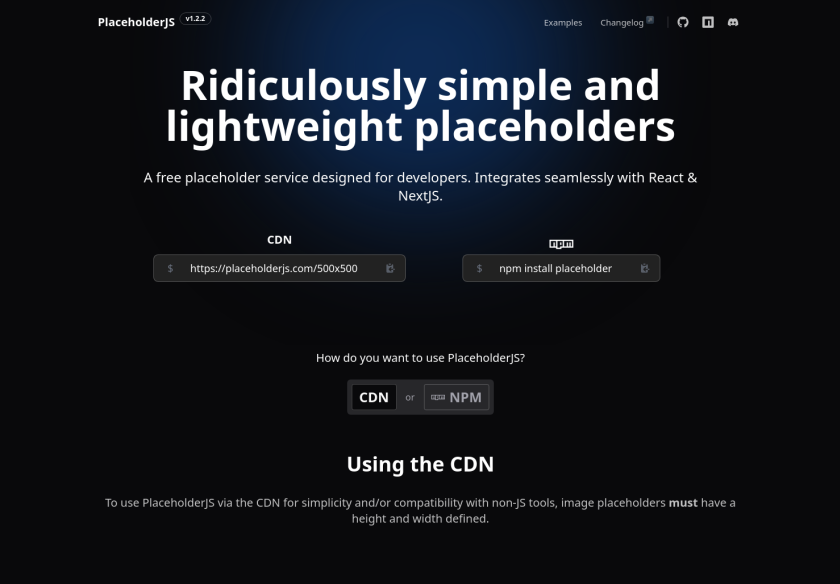 PlaceholderJS v1.2.2
Examples Changelog
Ridiculously simple and
lightweight placeholders
A free placeholder service designed for developers. Integrates seamlessly with React &
NextJS.
CDN
$ https://placeholderjs.com/500x500
npm
$ npm install placeholder
How do you want to use PlaceholderJS?
CDN or npm NPM
Using the CDN
To use PlaceholderJS via the CDN for simplicity and/or compatibility with non-JS tools, image placeholders must have a
height and width defined.